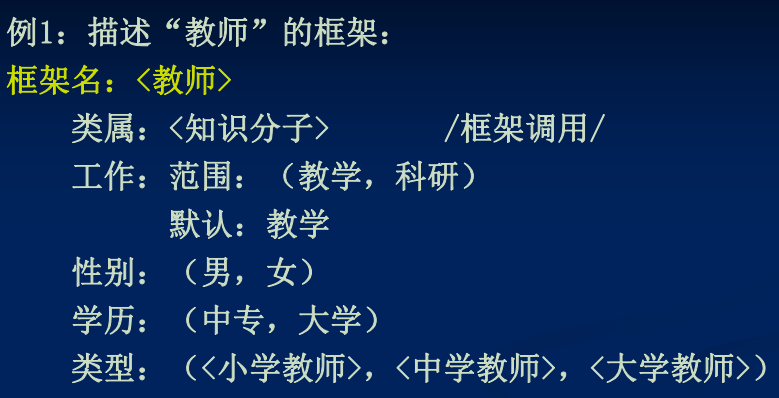 例1：描述“教师”的框架：
框架名：<教师>
类属：<知识分子> /框架调用/
工作：范围：（教学，科研）
默认：教学
性别：（男，女）
学历：（中专，大学）
类型：（<小学教师>，<中学教师>，<大学教师>）